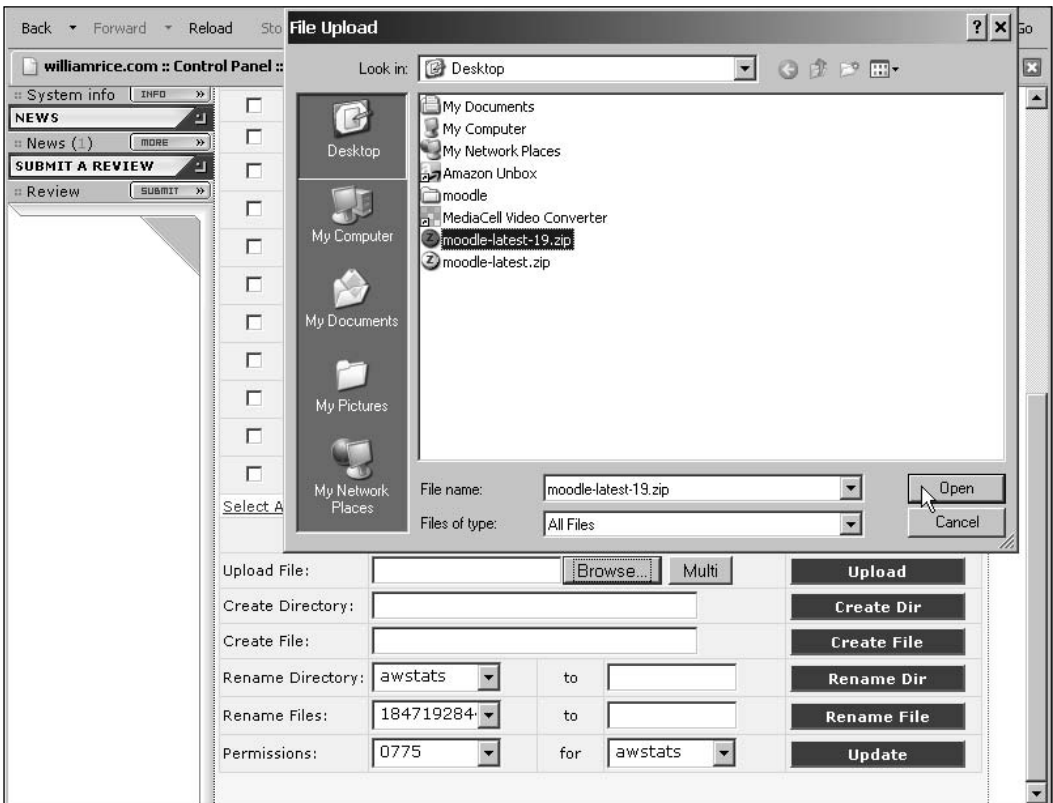 Back Forward Reload Sto
Go
williamrice.com :: Control Panel ::
:: System info INFO »
NEWS
:: News (1) MORE »
SUBMIT A REVIEW
:: Review SUBMIT »
File Upload
? X
Look in: Desktop
Desktop
My Computer
My Documents
My Pictures
My Network
Places
My Documents
My Computer
My Network Places
Amazon Unbox
moodle
MediaCell Video Converter
moodle-latest-19.zip
moodle-latest.zip
File name: moodle-latest-19.zip Open
Files of type: All Files Cancel
Select A
Upload File: Browse... Multi Upload
Create Directory: Create Dir
Create File: Create File
Rename Directory: awstats to Rename Dir
Rename Files: 184719284 to Rename File
Permissions: 0775 for awstats Update